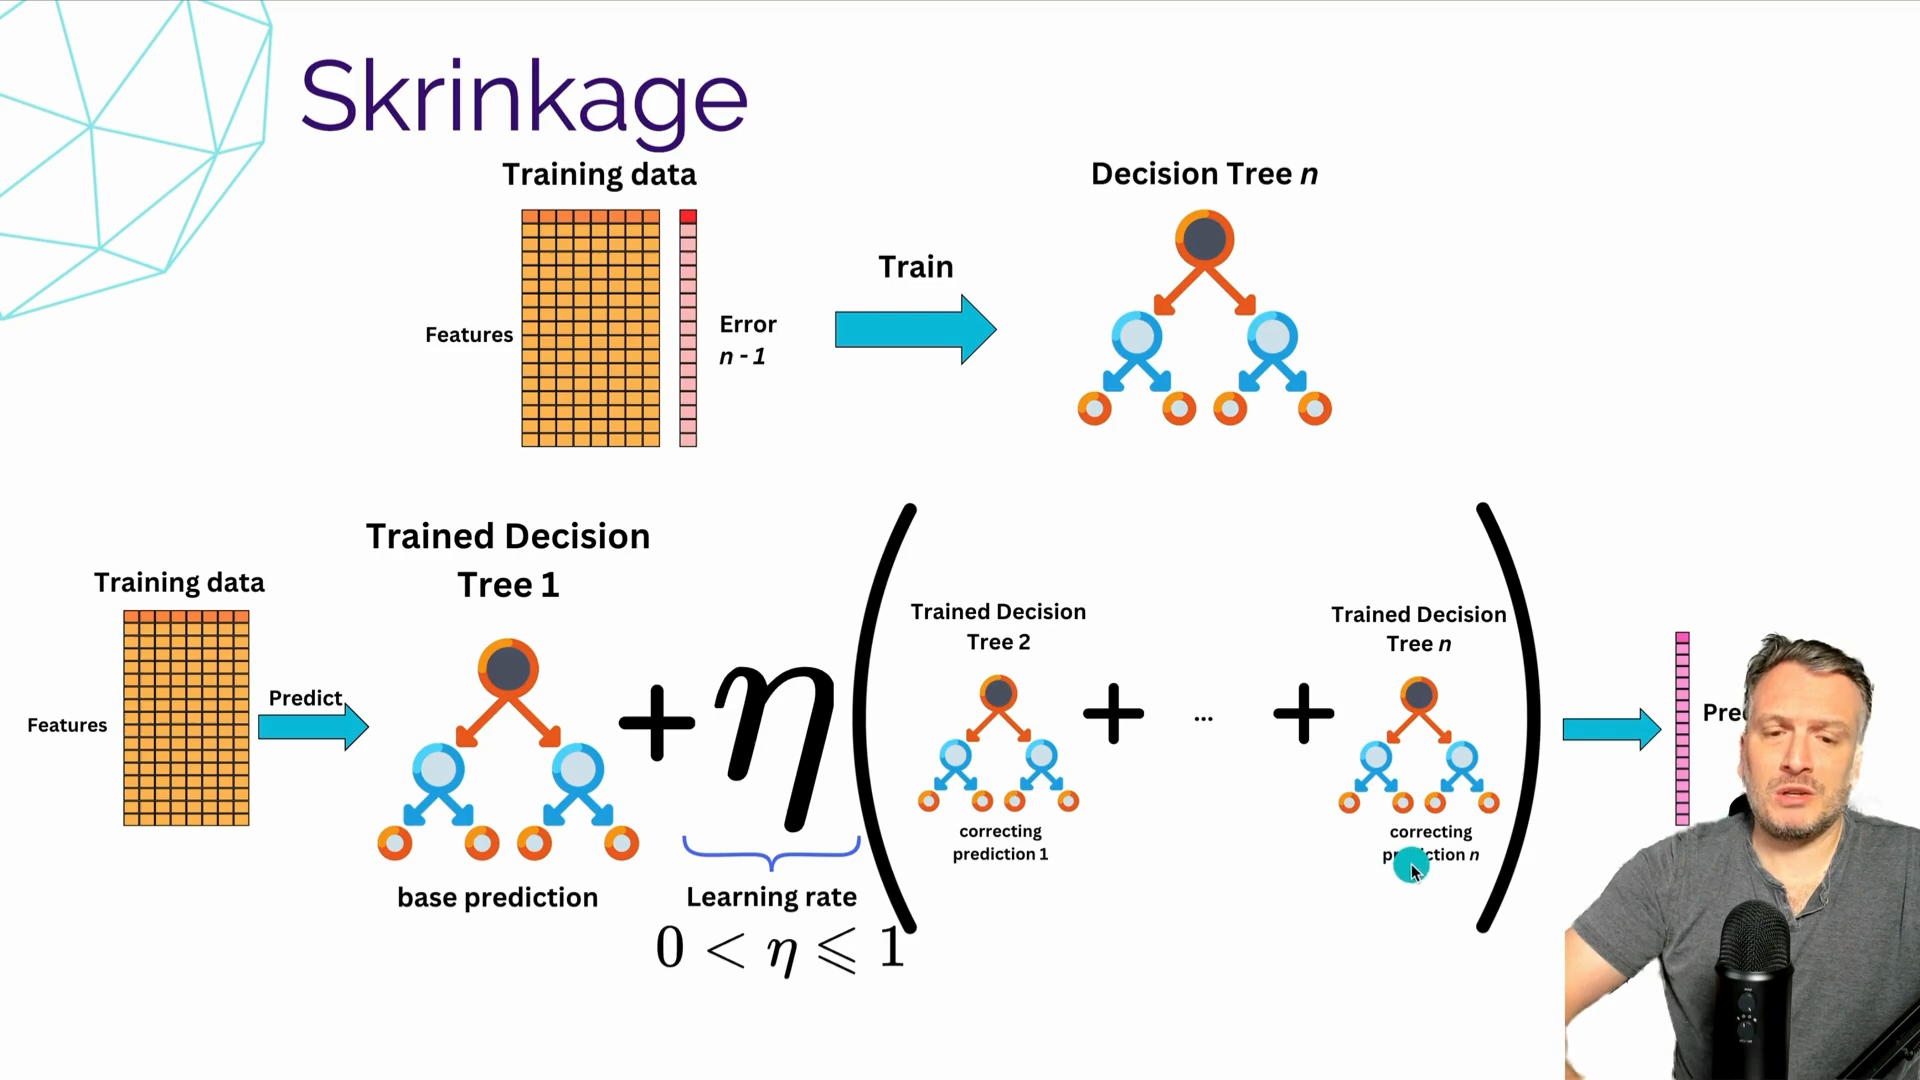 Skrinkage
Training data
Decision Tree n
Train
Features
Error
n - 1
Trained Decision
Tree 1
Training data
Trained Decision
Tree 2
Trained Decision
Tree n
Predict
Features
+ η ( + ... + )
correcting
prediction 1
correcting
n
base prediction
Learning rate
0 < η ⩽ 1